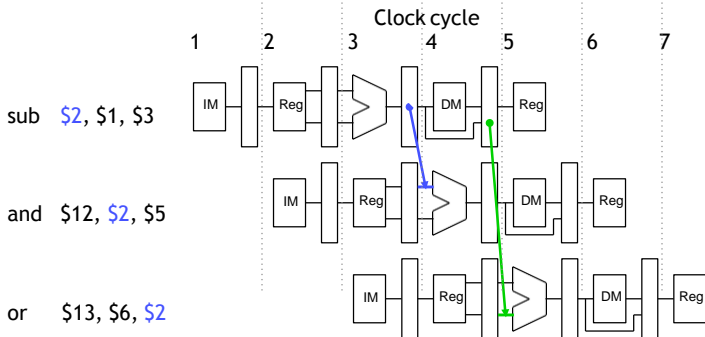 Clock cycle
1 2 3 4 5 6 7
sub $2, $1, $3
IM Reg DM Reg
and $12, $2, $5
IM Reg DM Reg
or $13, $6, $2
IM Reg DM Reg